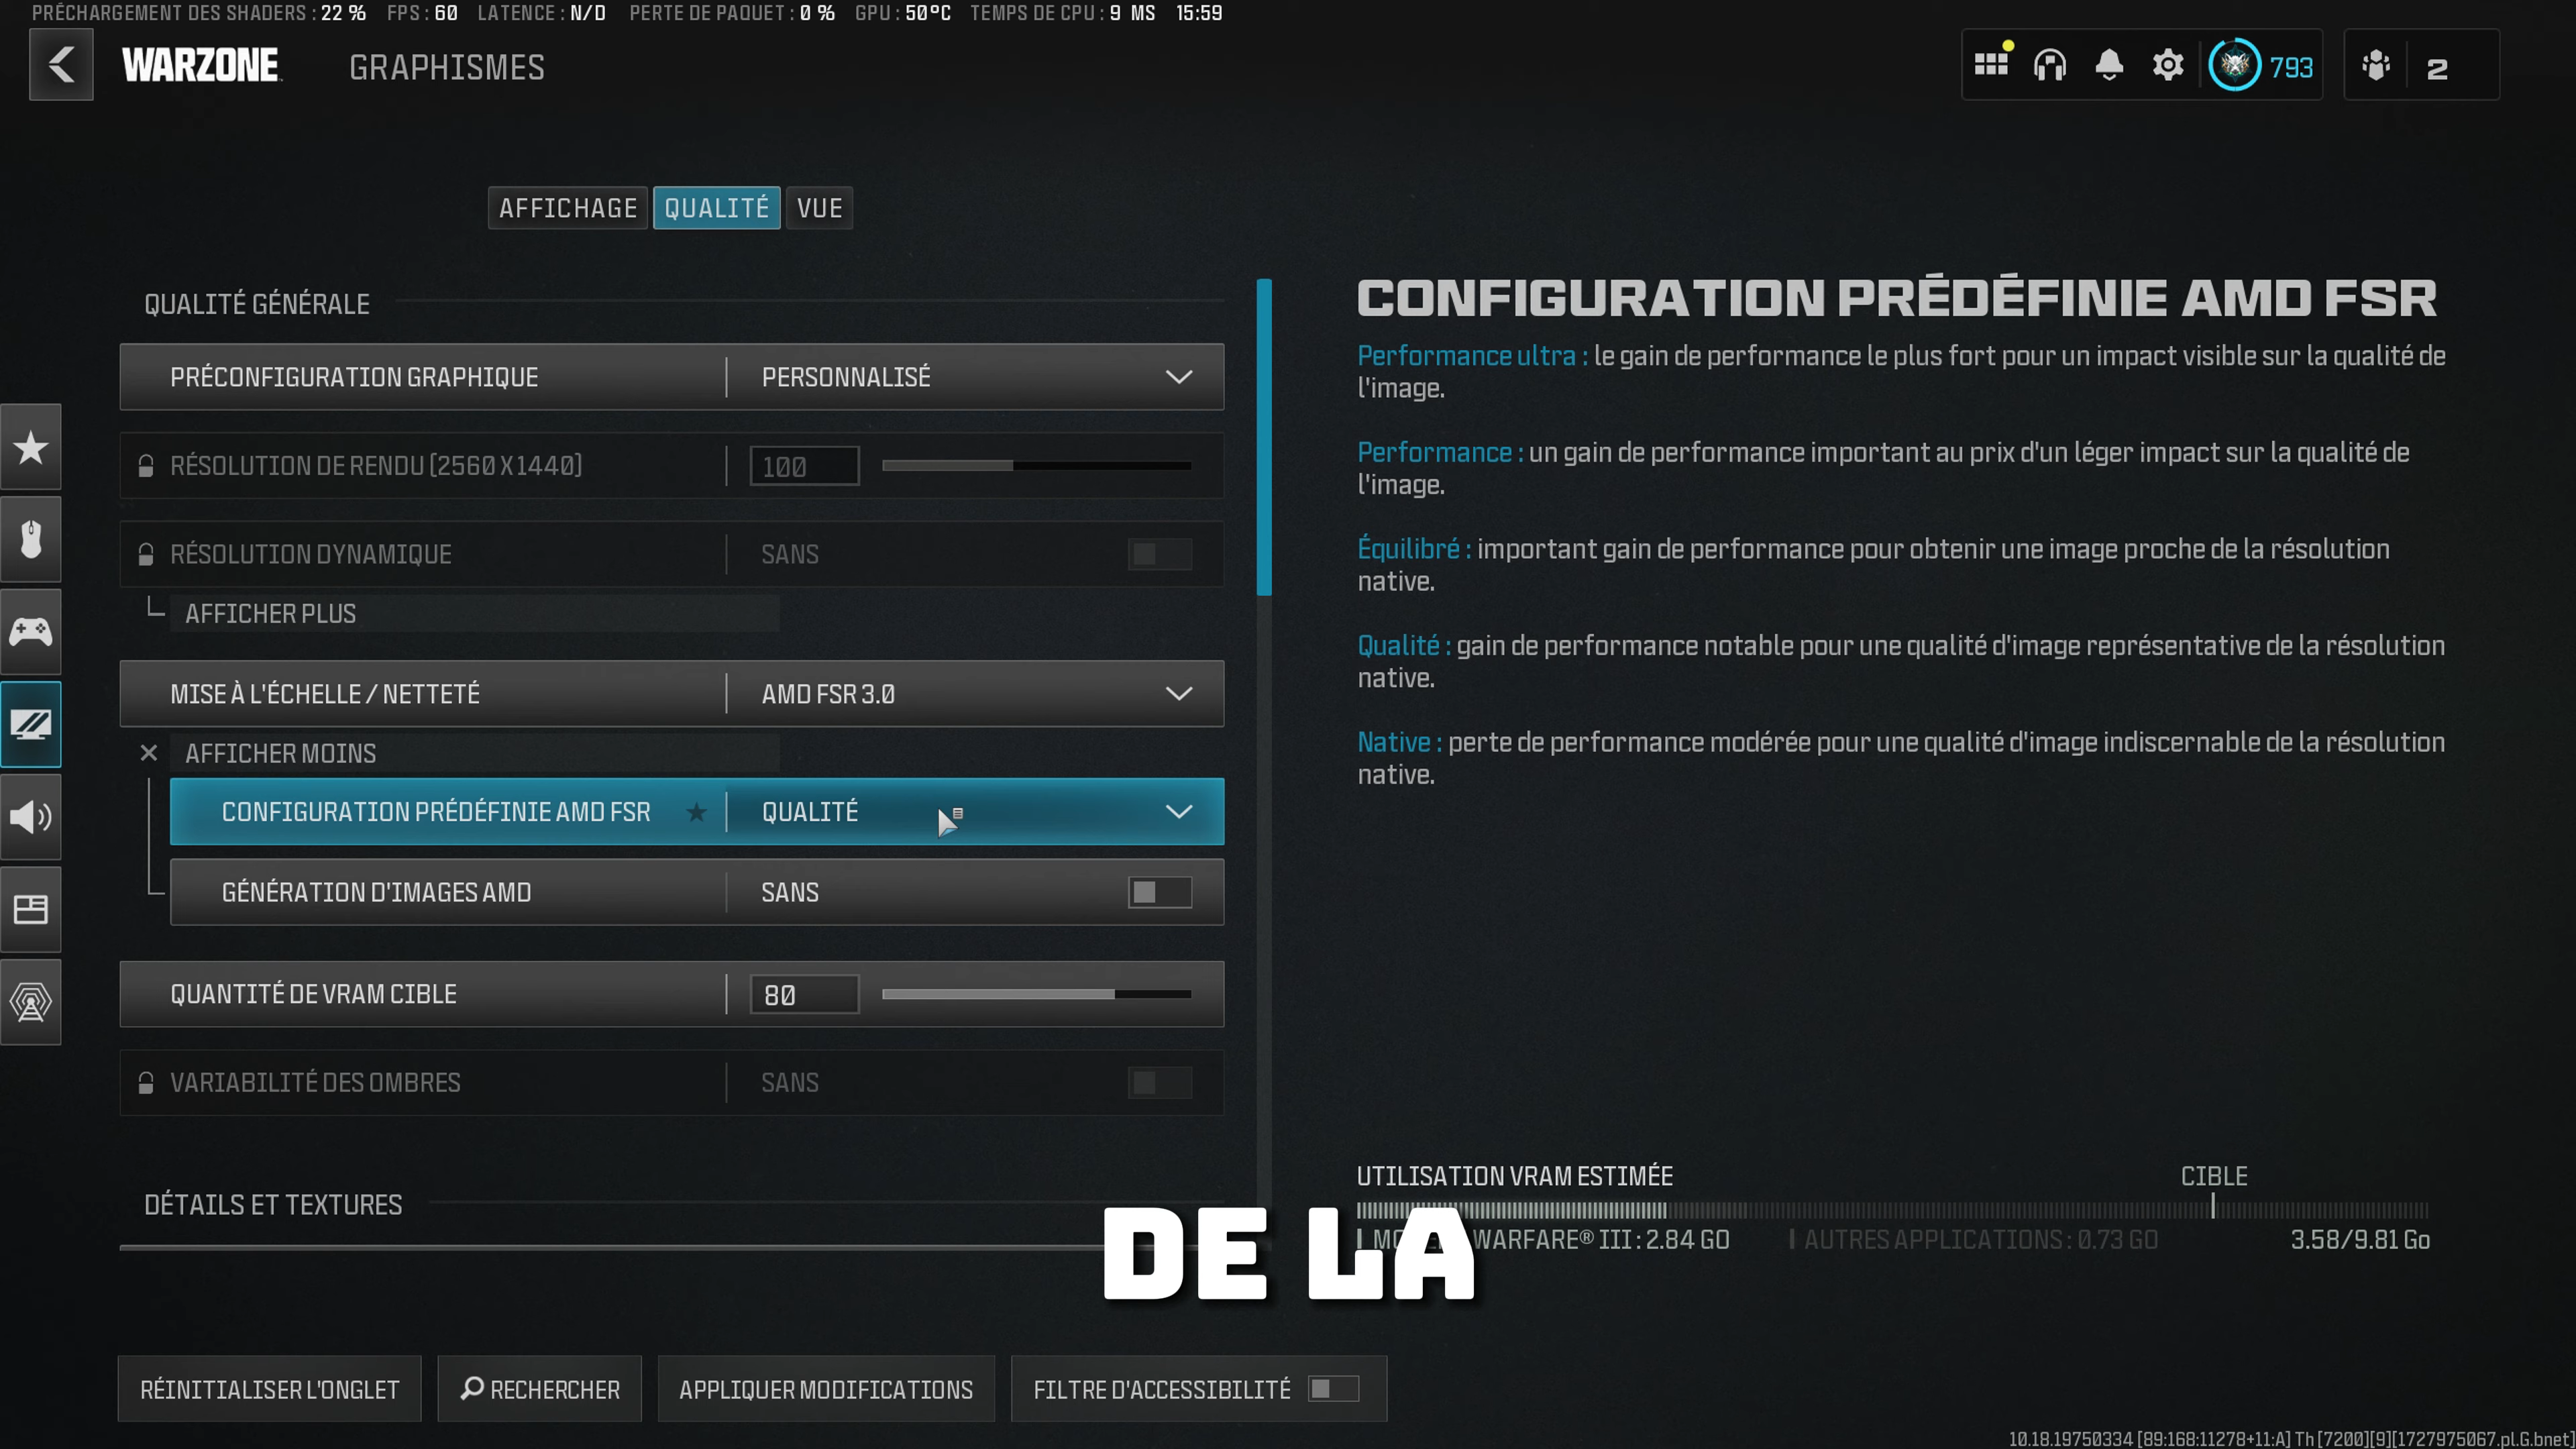 PRÉCHARGEMENT DES SHADERS : 22 % FPS : 60 LATENCE : N/D PERTE DE PAQUET : 0 % GPU : 50°C TEMPS DE CPU : 9 MS 15:59
WARZONE GRAPHISMES
793
2
AFFICHAGE QUALITÉ VUE
QUALITÉ GÉNÉRALE
PRÉCONFIGURATION GRAPHIQUE PERSONNALISÉ
RÉSOLUTION DE RENDU (2560 X 1440) 100
RÉSOLUTION DYNAMIQUE SANS
AFFICHER PLUS
MISE À L'ÉCHELLE / NETTETÉ AMD FSR 3.0
AFFICHER MOINS
CONFIGURATION PRÉDÉFINIE AMD FSR QUALITÉ
GÉNÉRATION D'IMAGES AMD SANS
QUANTITÉ DE VRAM CIBLE 80
VARIABILITÉ DES OMBRES SANS
DÉTAILS ET TEXTURES
CONFIGURATION PRÉDÉFINIE AMD FSR
Performance ultra : le gain de performance le plus fort pour un impact visible sur la qualité de
l'image.
Performance : un gain de performance important au prix d'un léger impact sur la qualité de
l'image.
Équilibré : important gain de performance pour obtenir une image proche de la résolution
native.
Qualité : gain de performance notable pour une qualité d'image représentative de la résolution
native.
Native : perte de performance modérée pour une qualité d'image indiscernable de la résolution
native.
UTILISATION VRAM ESTIMÉE CIBLE
WARFARE® III : 2.84 GO AUTRES APPLICATIONS : 0.73 GO 3.58/9.81 Go
DE LA
RÉINITIALISER L'ONGLET RECHERCHER APPLIQUER MODIFICATIONS FILTRE D'ACCESSIBILITÉ
10.18.19750334 [89:168:11278+11:A] Th [7200][9][1727975067.pl.G.bnet]